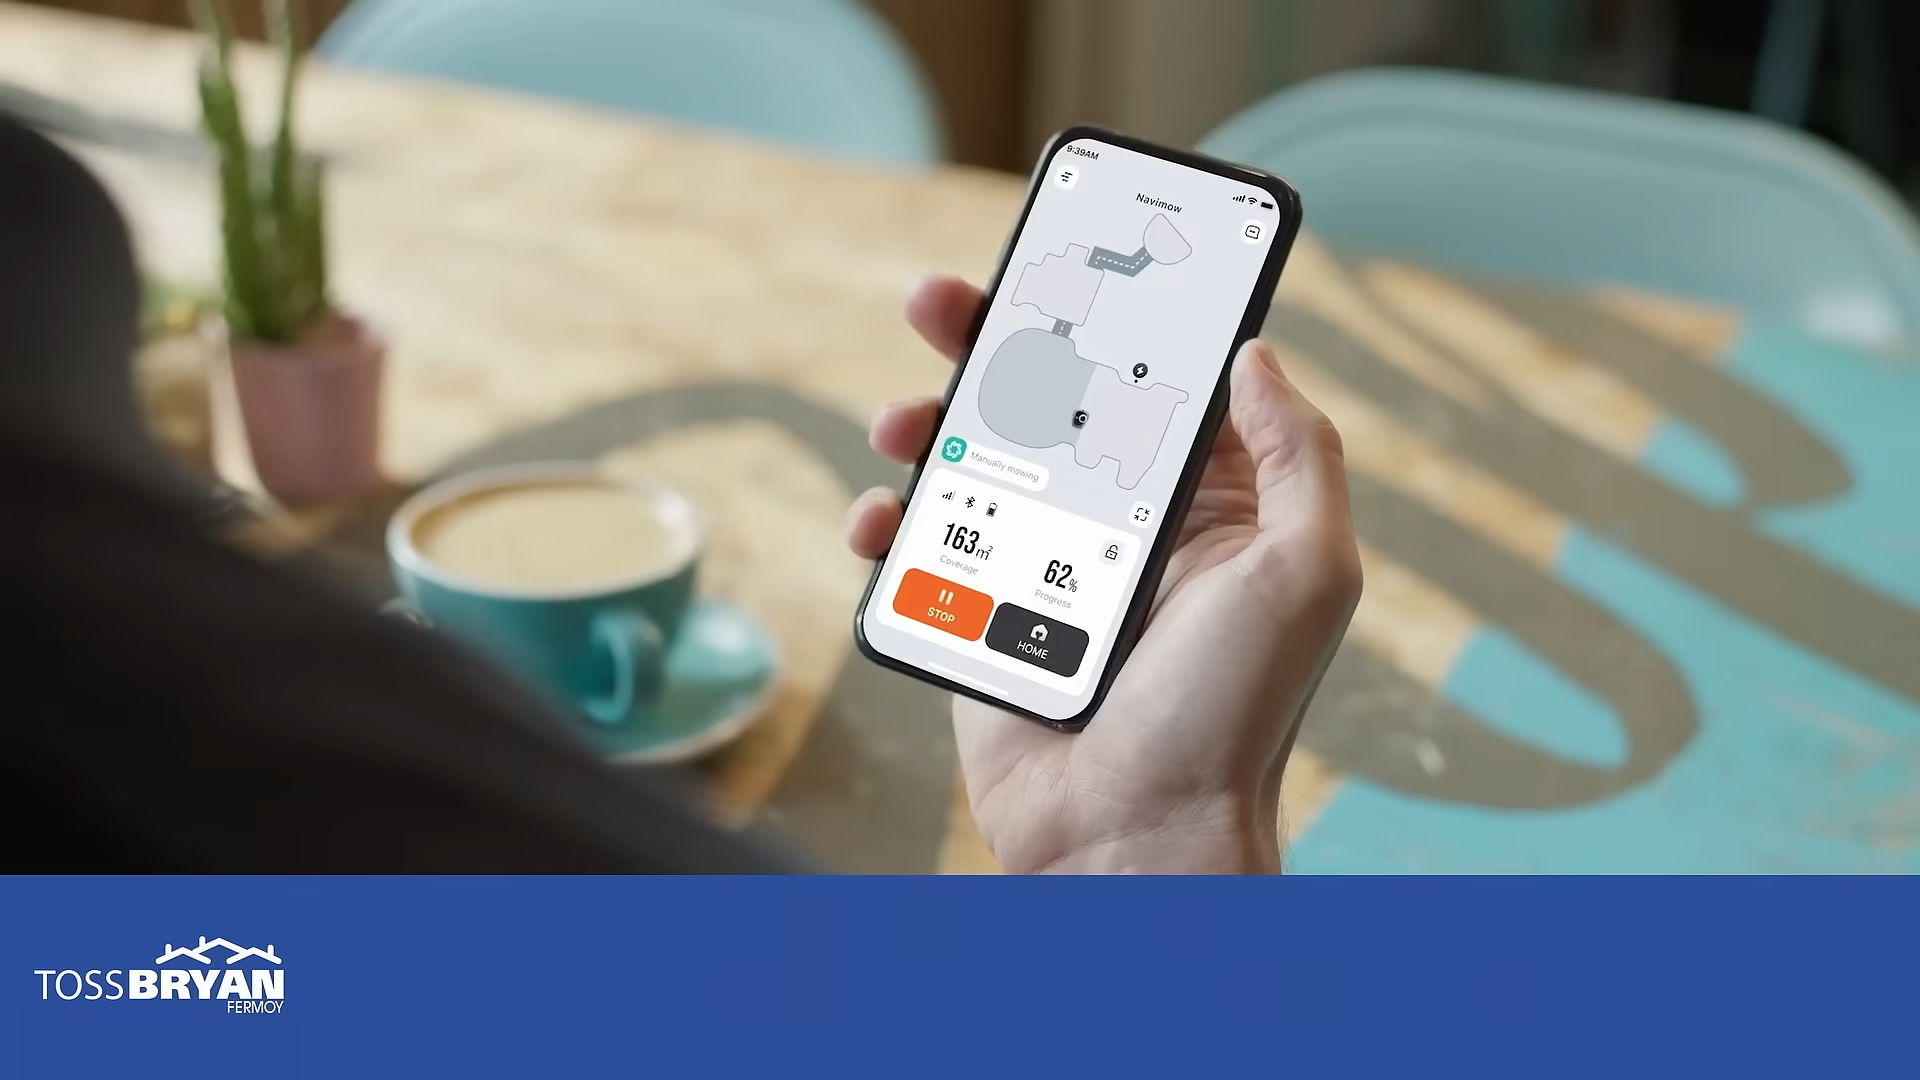 9:39AM
Navimow
Manually mowing
163m²
Coverage
62%
Progress
STOP
HOME
TOSSBRYAN
FERMOY